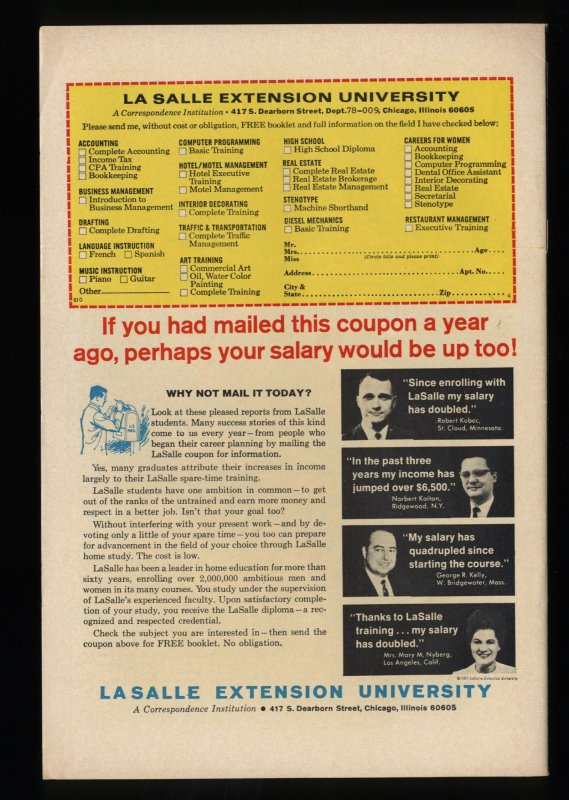 LA SALLE EXTENSION UNIVERSITY
A Correspondence Institution • 417 S. Dearborn Street, Dept. 78-009, Chicago, Illinois 60605
Please send me, without cost or obligation, FREE booklet and full information on the field I have checked below:
ACCOUNTING
Complete Accounting
Income Tax
CPA Training
Bookkeeping
BUSINESS MANAGEMENT
Introduction to
Business Management
DRAFTING
Complete Drafting
LANGUAGE INSTRUCTION
French Spanish
MUSIC INSTRUCTION
Piano Guitar
Other
COMPUTER PROGRAMMING
Basic Training
HOTEL/MOTEL MANAGEMENT
Hotel Executive
Training
Motel Management
INTERIOR DECORATING
Complete Training
TRAFFIC & TRANSPORTATION
Complete Traffic
Management
ART TRAINING
Commercial Art
Oil, Water Color
Painting
Complete Training
HIGH SCHOOL
High School Diploma
REAL ESTATE
Complete Real Estate
Real Estate Brokerage
Real Estate Management
STENOTYPE
Machine Shorthand
DIESEL MECHANICS
Basic Training
CAREERS FOR WOMEN
Accounting
Bookkeeping
Computer Programming
Dental Office Assistant
Interior Decorating
Real Estate
Secretarial
Stenotype
RESTAURANT MANAGEMENT
Executive Training
Mr.
Mrs. Age
Miss (Circle title and please print)
Address Apt. No.
City &
State Zip
4
If you had mailed this coupon a year
ago, perhaps your salary would be up too!
WHY NOT MAIL IT TODAY?
U.S. MAIL
Look at these pleased reports from LaSalle
students. Many success stories of this kind
come to us every year—from people who
began their career planning by mailing the
LaSalle coupon for information.
Yes, many graduates attribute their increases in income
largely to their LaSalle spare-time training.
LaSalle students have one ambition in common—to get
out of the ranks of the untrained and earn more money and
respect in a better job. Isn't that your goal too?
Without interfering with your present work—and by de-
voting only a little of your spare time—you too can prepare
for advancement in the field of your choice through LaSalle
home study. The cost is low.
LaSalle has been a leader in home education for more than
sixty years, enrolling over 2,000,000 ambitious men and
women in its many courses. You study under the supervision
of LaSalle's experienced faculty. Upon satisfactory comple-
tion of your study, you receive the LaSalle diploma—a rec-
ognized and respected credential.
Check the subject you are interested in—then send the
coupon above for FREE booklet. No obligation.
"Since enrolling with
LaSalle my salary
has doubled."
Robert Kubec,
St. Cloud, Minnesota.
"In the past three
years my income has
jumped over $6,500."
Norbert Kaiton,
Ridgewood, N.Y.
"My salary has
quadrupled since
starting the course."
George R. Kelly,
W. Bridgewater, Mass.
"Thanks to LaSalle
training . . . my salary
has doubled."
Mrs. Mary M. Nyberg,
Los Angeles, Calif.
© 1971 LaSalle Extension University
LA SALLE EXTENSION UNIVERSITY
A Correspondence Institution • 417 S. Dearborn Street, Chicago, Illinois 60605